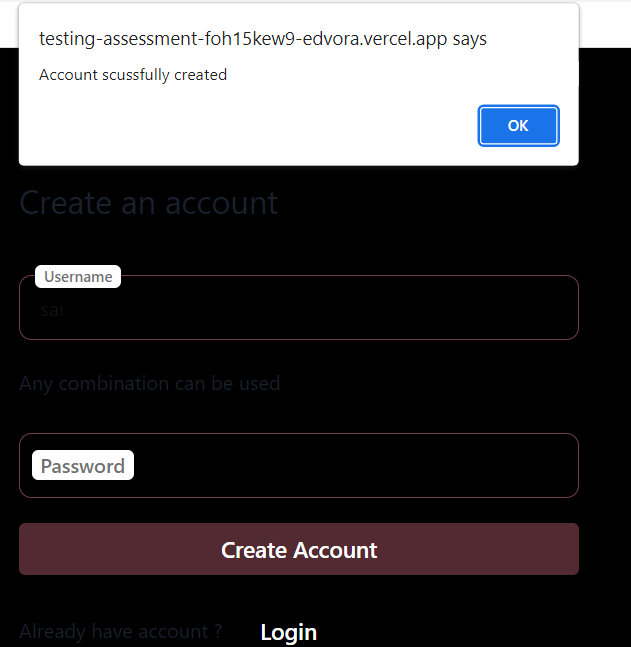 testing-assessment-foh15kew9-edvora.vercel.app says
Account scussfully created
OK
Create an account
Username
sai
Any combination can be used
Password
Create Account
Already have account ? Login